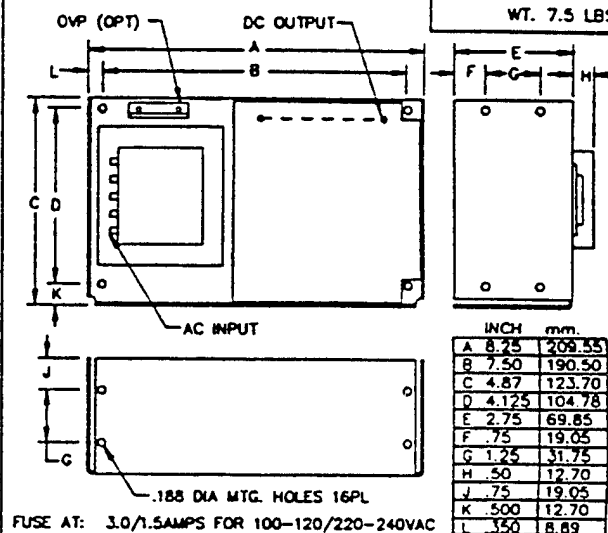 WT. 7.5 LBS
OVP (OPT)
DC OUTPUT
A
E
L
B
F
G
H
C
D
K
AC INPUT
J
G
.188 DIA MTG. HOLES 16PL
FUSE AT: 3.0/1.5AMPS FOR 100-120/220-240VAC
INCH mm.
A 8.25 209.55
B 7.50 190.50
C 4.87 123.70
D 4.125 104.78
E 2.75 69.85
F .75 19.05
G 1.25 31.75
H .50 12.70
J .75 19.05
K .500 12.70
L .350 8.89